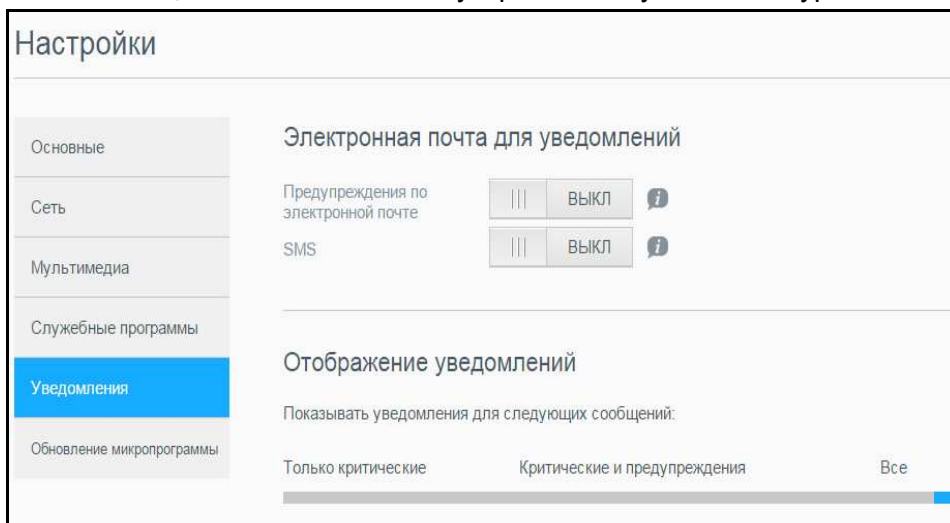 Настройки
Основные
Сеть
Мультимедиа
Служебные программы
Уведомления
Обновление микропрограммы
Электронная почта для уведомлений
Предупреждения по
электронной почте
ВЫКЛ
SMS
ВЫКЛ
Отображение уведомлений
Показывать уведомления для следующих сообщений:
Только критические
Критические и предупреждения
Все